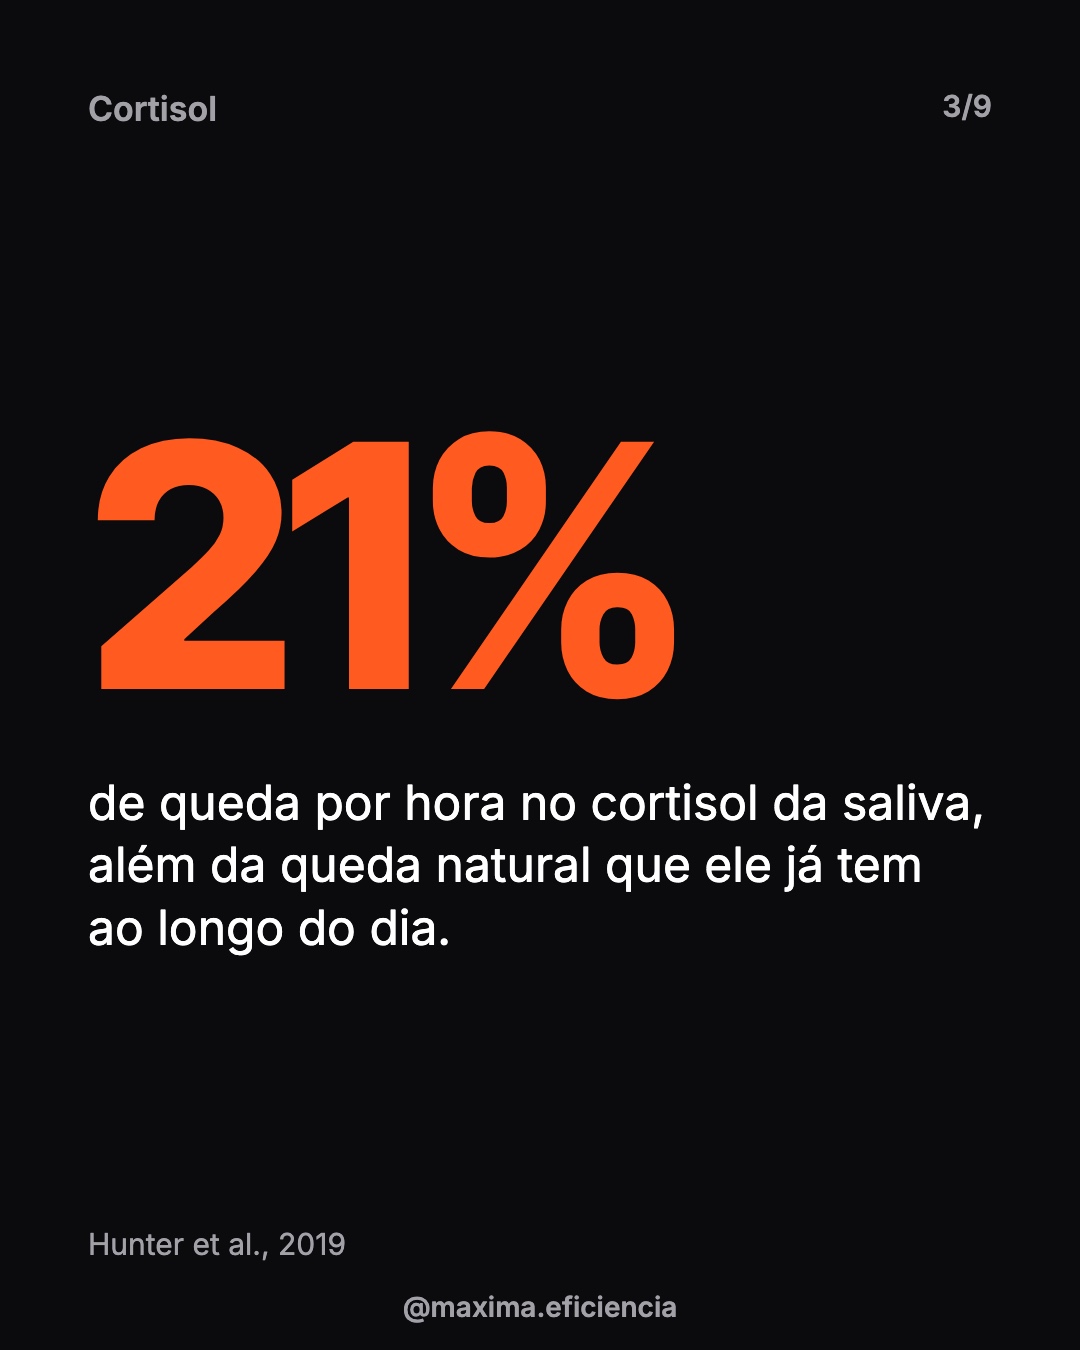 Cortisol
3/9
21%
de queda por hora no cortisol da saliva,
além da queda natural que ele já tem
ao longo do dia.
Hunter et al., 2019
@maxima.eficiencia